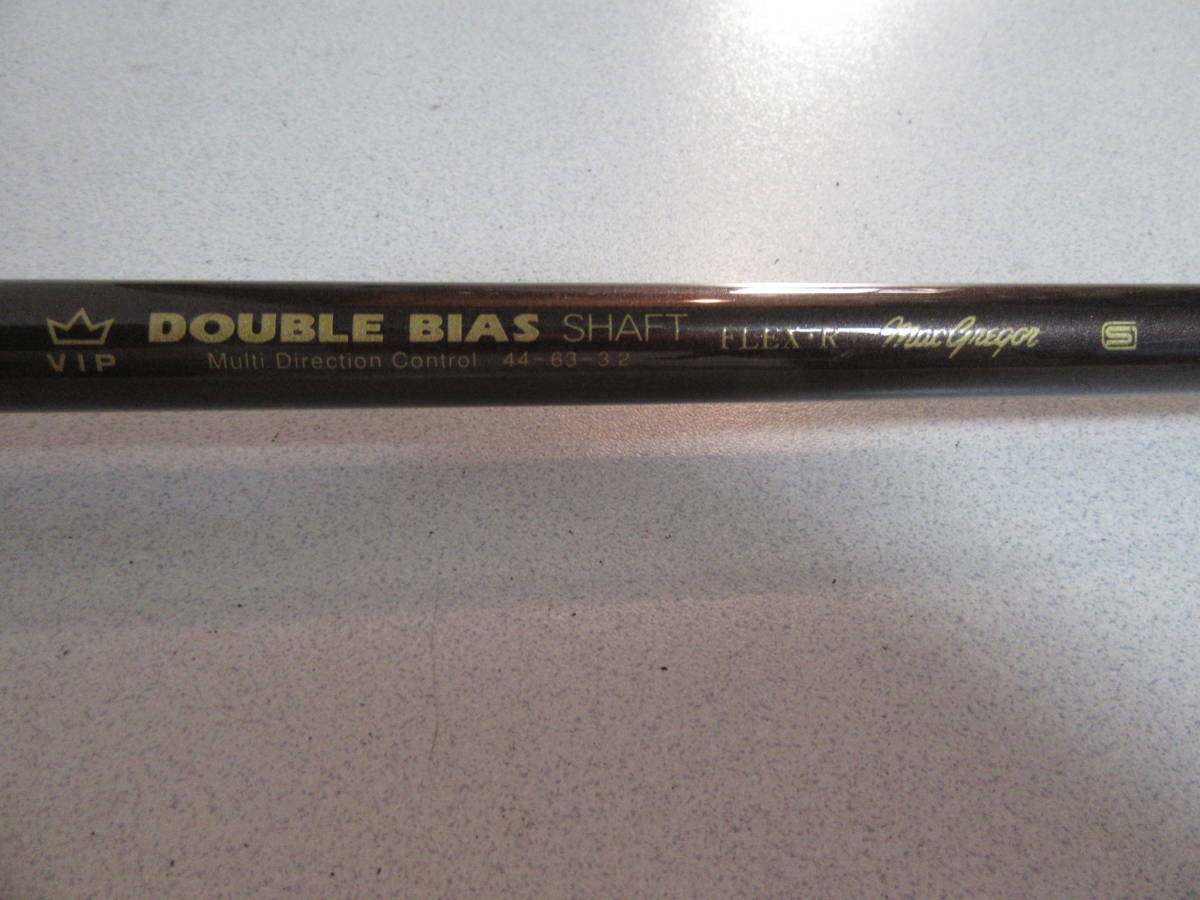 VIP
DOUBLE BIAS SHAFT
Multi Direction Control 44-63-3.2
FLEX·R
MacGregor
S